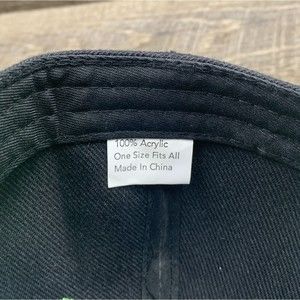 100% Acrylic
One Size Fits All
Made In China